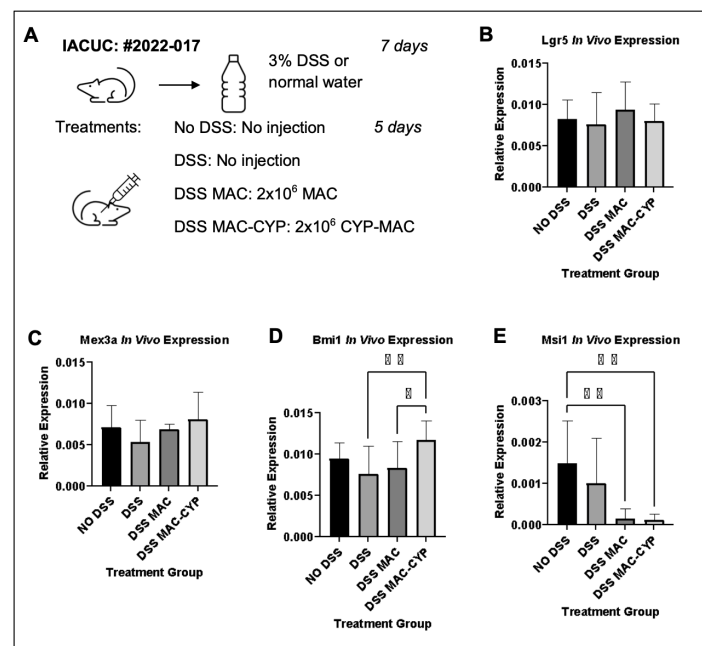 A
IACUC: #2022-017
7 days
3% DSS or
normal water
Treatments:
No DSS: No injection
5 days
DSS: No injection
DSS MAC: 2x10⁶ MAC
DSS MAC-CYP: 2x10⁶ CYP-MAC
B
Lgr5 In Vivo Expression
Relative Expression
0.015
0.010
0.005
0.000
NO DSS
DSS
DSS MAC
DSS MAC-CYP
Treatment Group
C
Mex3a In Vivo Expression
Relative Expression
0.015
0.010
0.005
0.000
NO DSS
DSS
DSS MAC
DSS MAC-CYP
Treatment Group
D
Bmi1 In Vivo Expression
Relative Expression
0.015
0.010
0.005
0.000
NO DSS
DSS
DSS MAC
DSS MAC-CYP
Treatment Group
E
Msi1 In Vivo Expression
Relative Expression
0.003
0.002
0.001
0.000
NO DSS
DSS
DSS MAC
DSS MAC-CYP
Treatment Group